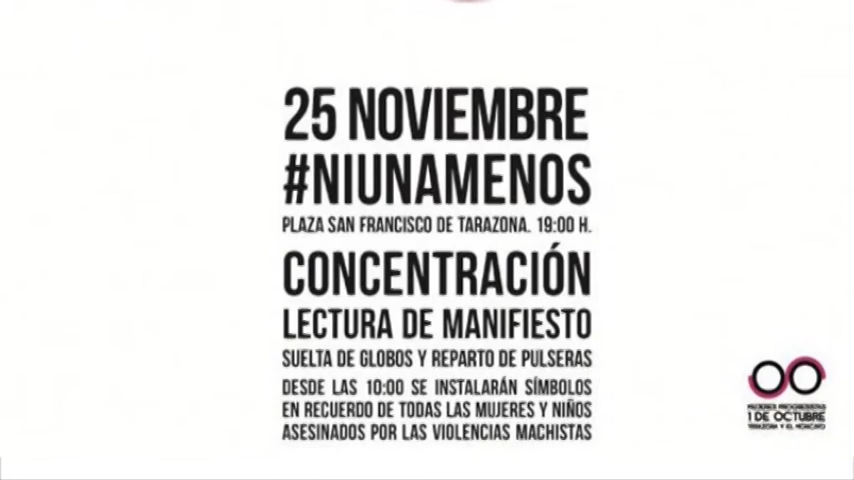 25 NOVIEMBRE
#NIUNAMENOS
PLAZA SAN FRANCISCO DE TARAZONA. 19:00 H.
CONCENTRACIÓN
LECTURA DE MANIFIESTO
SUELTA DE GLOBOS Y REPARTO DE PULSERAS
DESDE LAS 10:00 SE INSTALARÁN SÍMBOLOS
EN RECUERDO DE TODAS LAS MUJERES Y NIÑOS
ASESINADOS POR LAS VIOLENCIAS MACHISTAS
MUJERES PROGRESISTAS
1 DE OCTUBRE
TARAZONA Y EL MONCAYO